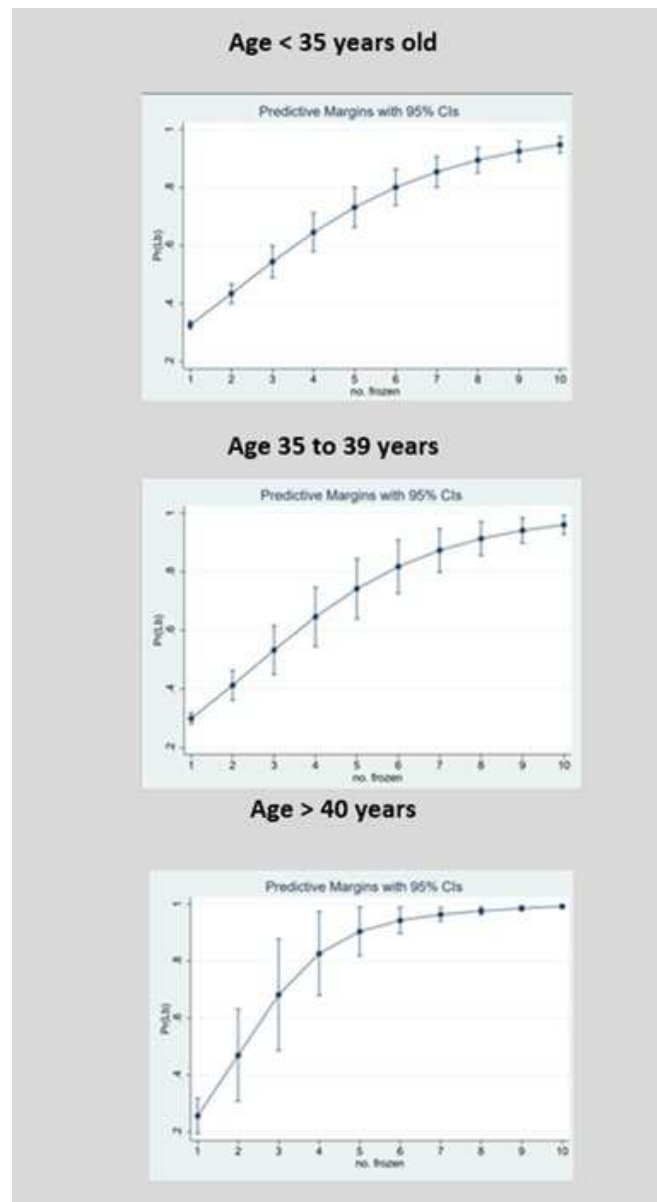 Age < 35 years old
Predictive Margins with 95% CIs
1
.8
.6
.4
.2
Pr(Lb)
1 2 3 4 5 6 7 8 9 10
no. frozen
Age 35 to 39 years
Predictive Margins with 95% CIs
1
.8
.6
.4
.2
Pr(Lb)
1 2 3 4 5 6 7 8 9 10
no. frozen
Age > 40 years
Predictive Margins with 95% CIs
1
.8
.6
.4
.2
Pr(Lb)
1 2 3 4 5 6 7 8 9 10
no. frozen